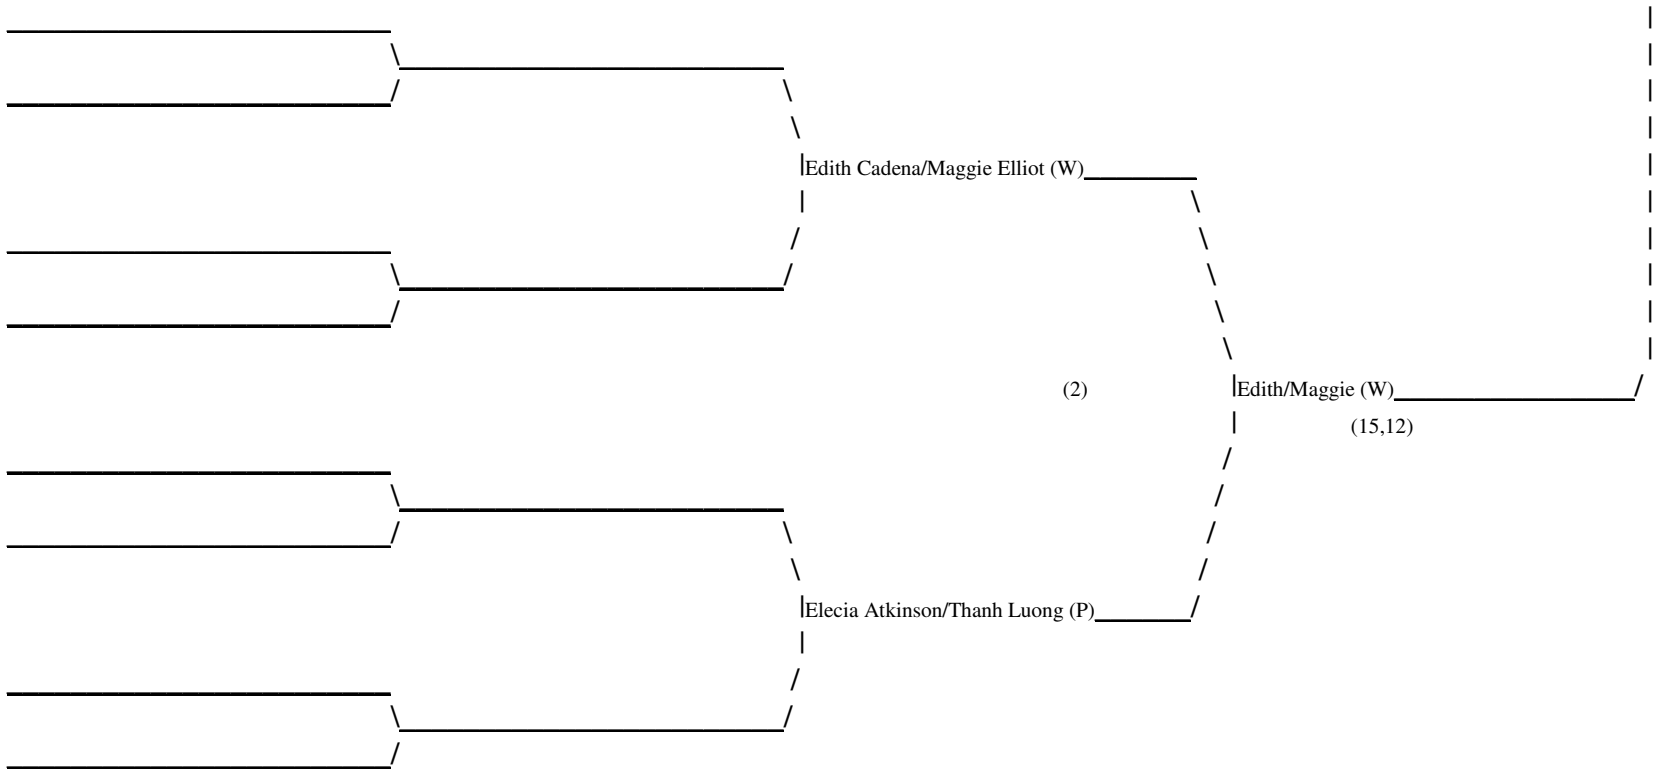 Edith Cadena/Maggie Elliot (W)
(2)
Edith/Maggie (W)
(15,12)
Elecia Atkinson/Thanh Luong (P)